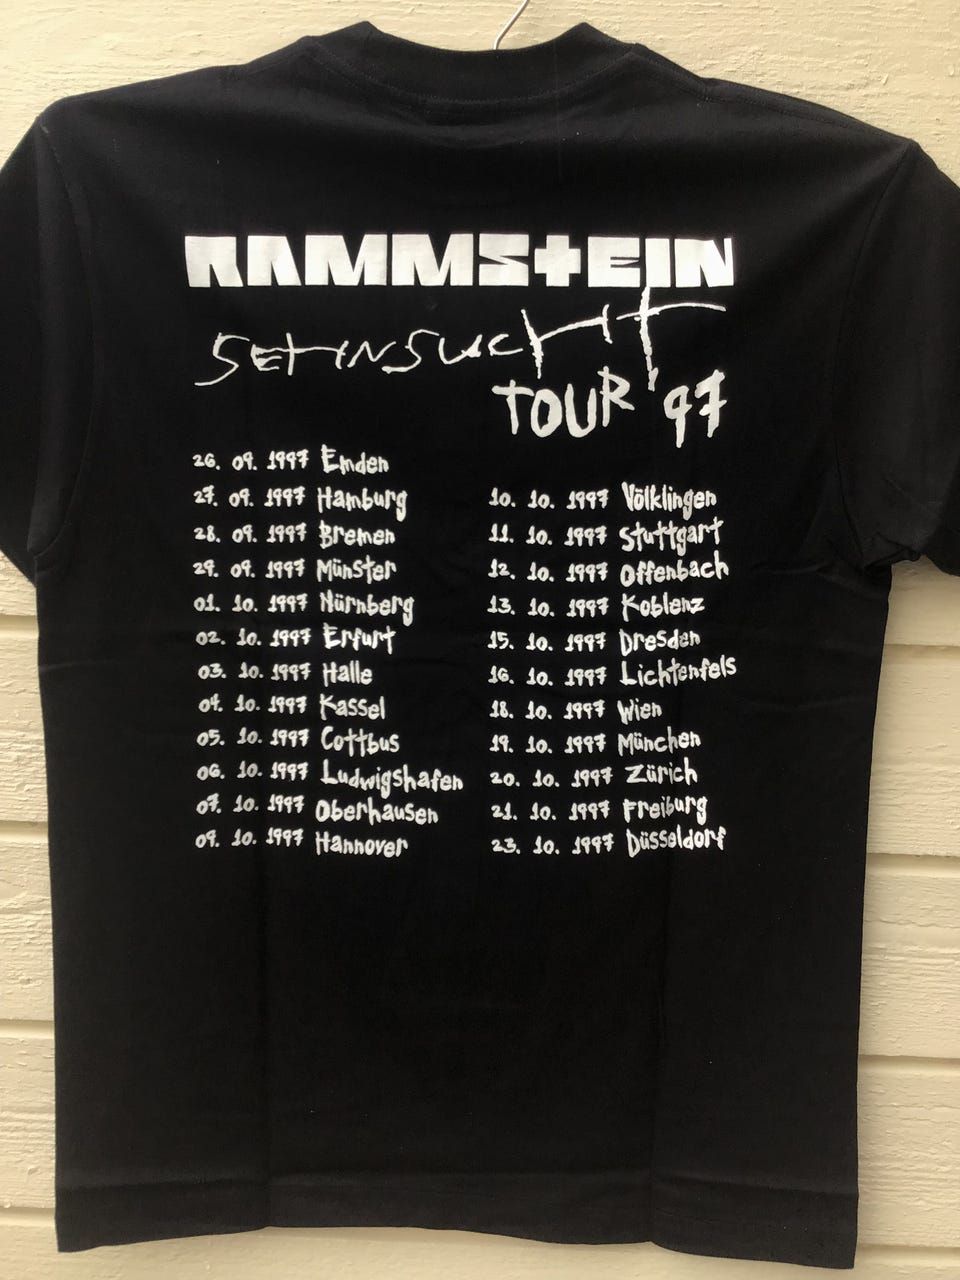 RAMMSTEIN
SEHNSUCHT
TOUR '97
26. 09. 1997 Emden
27. 09. 1997 Hamburg
28. 09. 1997 Bremen
29. 09. 1997 Münster
01. 10. 1997 Nürnberg
02. 10. 1997 Erfurt
03. 10. 1997 Halle
04. 10. 1997 Kassel
05. 10. 1997 Cottbus
06. 10. 1997 Ludwigshafen
07. 10. 1997 Oberhausen
09. 10. 1997 Hannover
10. 10. 1997 Völklingen
11. 10. 1997 Stuttgart
12. 10. 1997 Offenbach
13. 10. 1997 Koblenz
15. 10. 1997 Dresden
16. 10. 1997 Lichtenfels
18. 10. 1997 Wien
19. 10. 1997 München
20. 10. 1997 Zürich
21. 10. 1997 Freiburg
23. 10. 1997 Düsseldorf